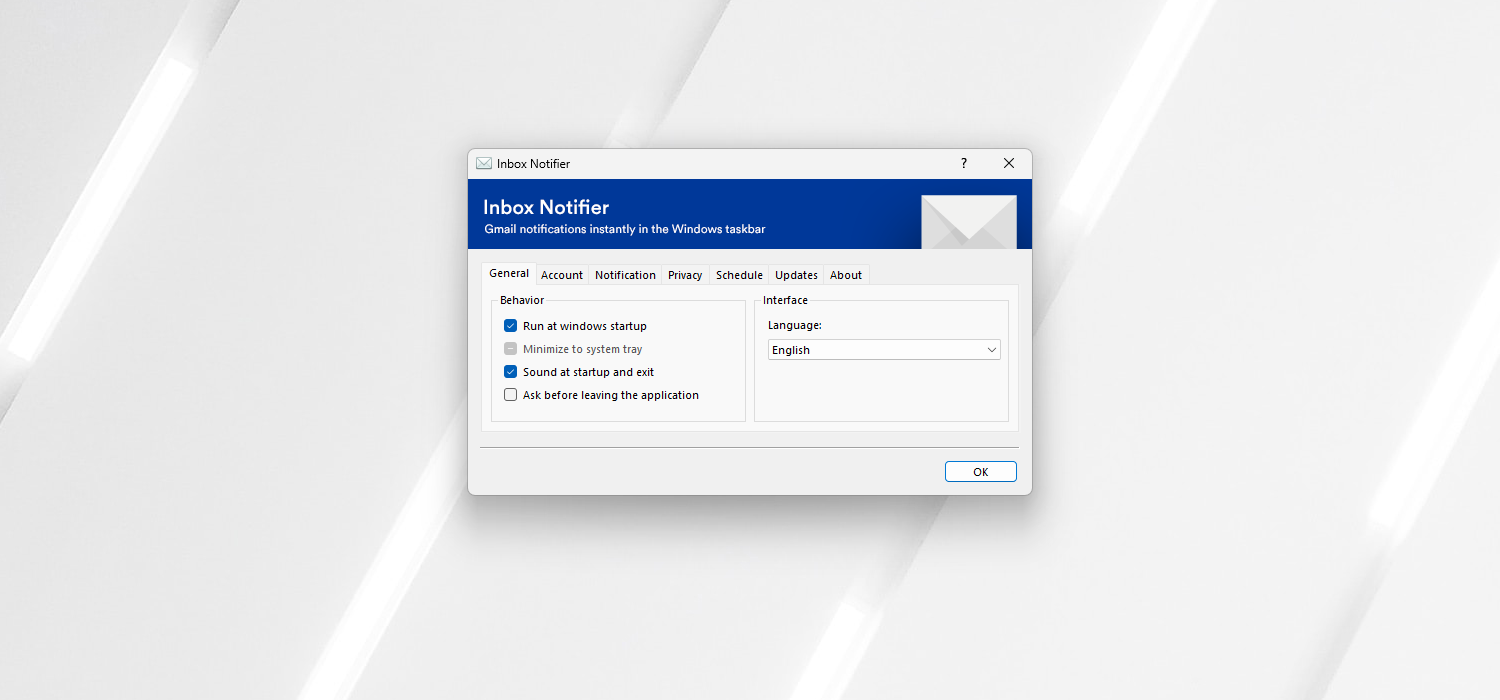 Inbox Notifier
?
Inbox Notifier
Gmail notifications instantly in the Windows taskbar
General Account Notification Privacy Schedule Updates About
Behavior
Run at windows startup
Minimize to system tray
Sound at startup and exit
Ask before leaving the application
Interface
Language:
English
OK